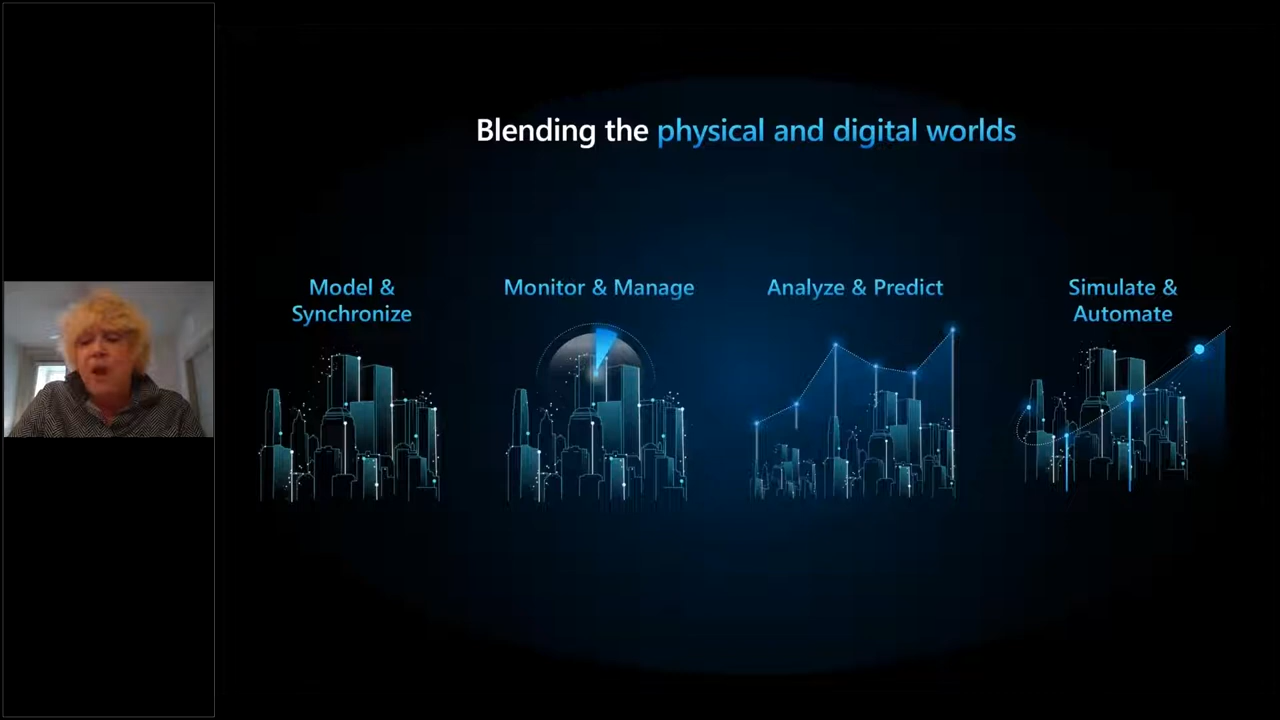 Blending the physical and digital worlds
Model &
Synchronize
Monitor & Manage
Analyze & Predict
Simulate &
Automate